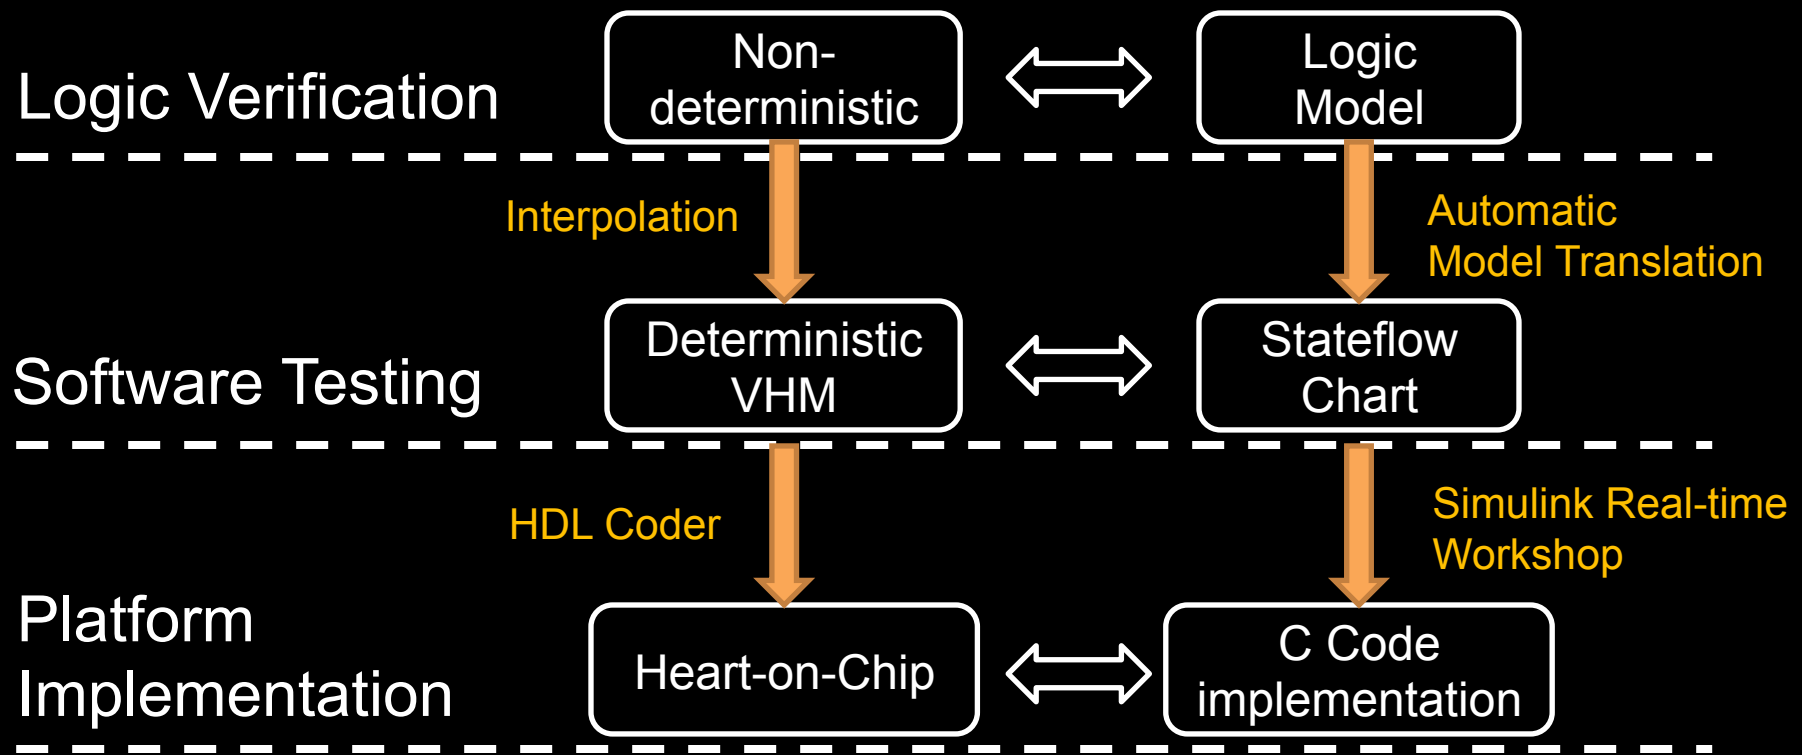 Logic Verification
Non-
deterministic
Logic
Model
Interpolation
Automatic
Model Translation
Software Testing
Deterministic
VHM
Stateflow
Chart
HDL Coder
Simulink Real-time
Workshop
Platform
Implementation
Heart-on-Chip
C Code
implementation